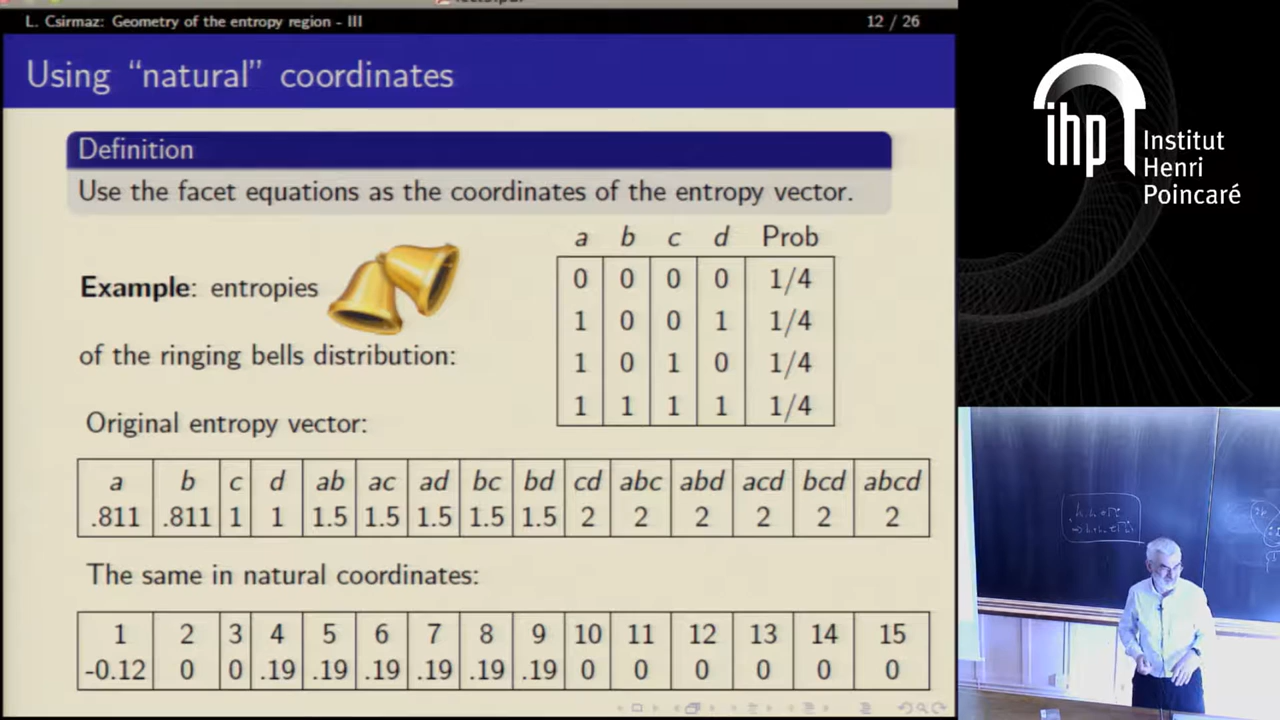 L. Csirmaz: Geometry of the entropy region - III 12 / 26
Using “natural” coordinates
Definition
Use the facet equations as the coordinates of the entropy vector.
Example: entropies
of the ringing bells distribution:
a b c d Prob
0 0 0 0 1/4
1 0 0 1 1/4
1 0 1 0 1/4
1 1 1 1 1/4
Original entropy vector:
a b c d ab ac ad bc bd cd abc abd acd bcd abcd
.811 .811 1 1 1.5 1.5 1.5 1.5 1.5 2 2 2 2 2 2
The same in natural coordinates:
1 2 3 4 5 6 7 8 9 10 11 12 13 14 15
-0.12 0 0 .19 .19 .19 .19 .19 .19 0 0 0 0 0 0
ihp
Institut
Henri
Poincaré